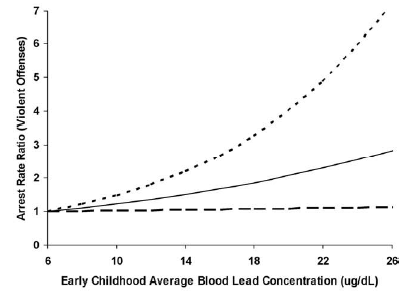 7
6
5
4
3
2
1
0
Arrest Rate Ratio (Violent Offenses)
6 10 14 18 22 26
Early Childhood Average Blood Lead Concentration (ug/dL)